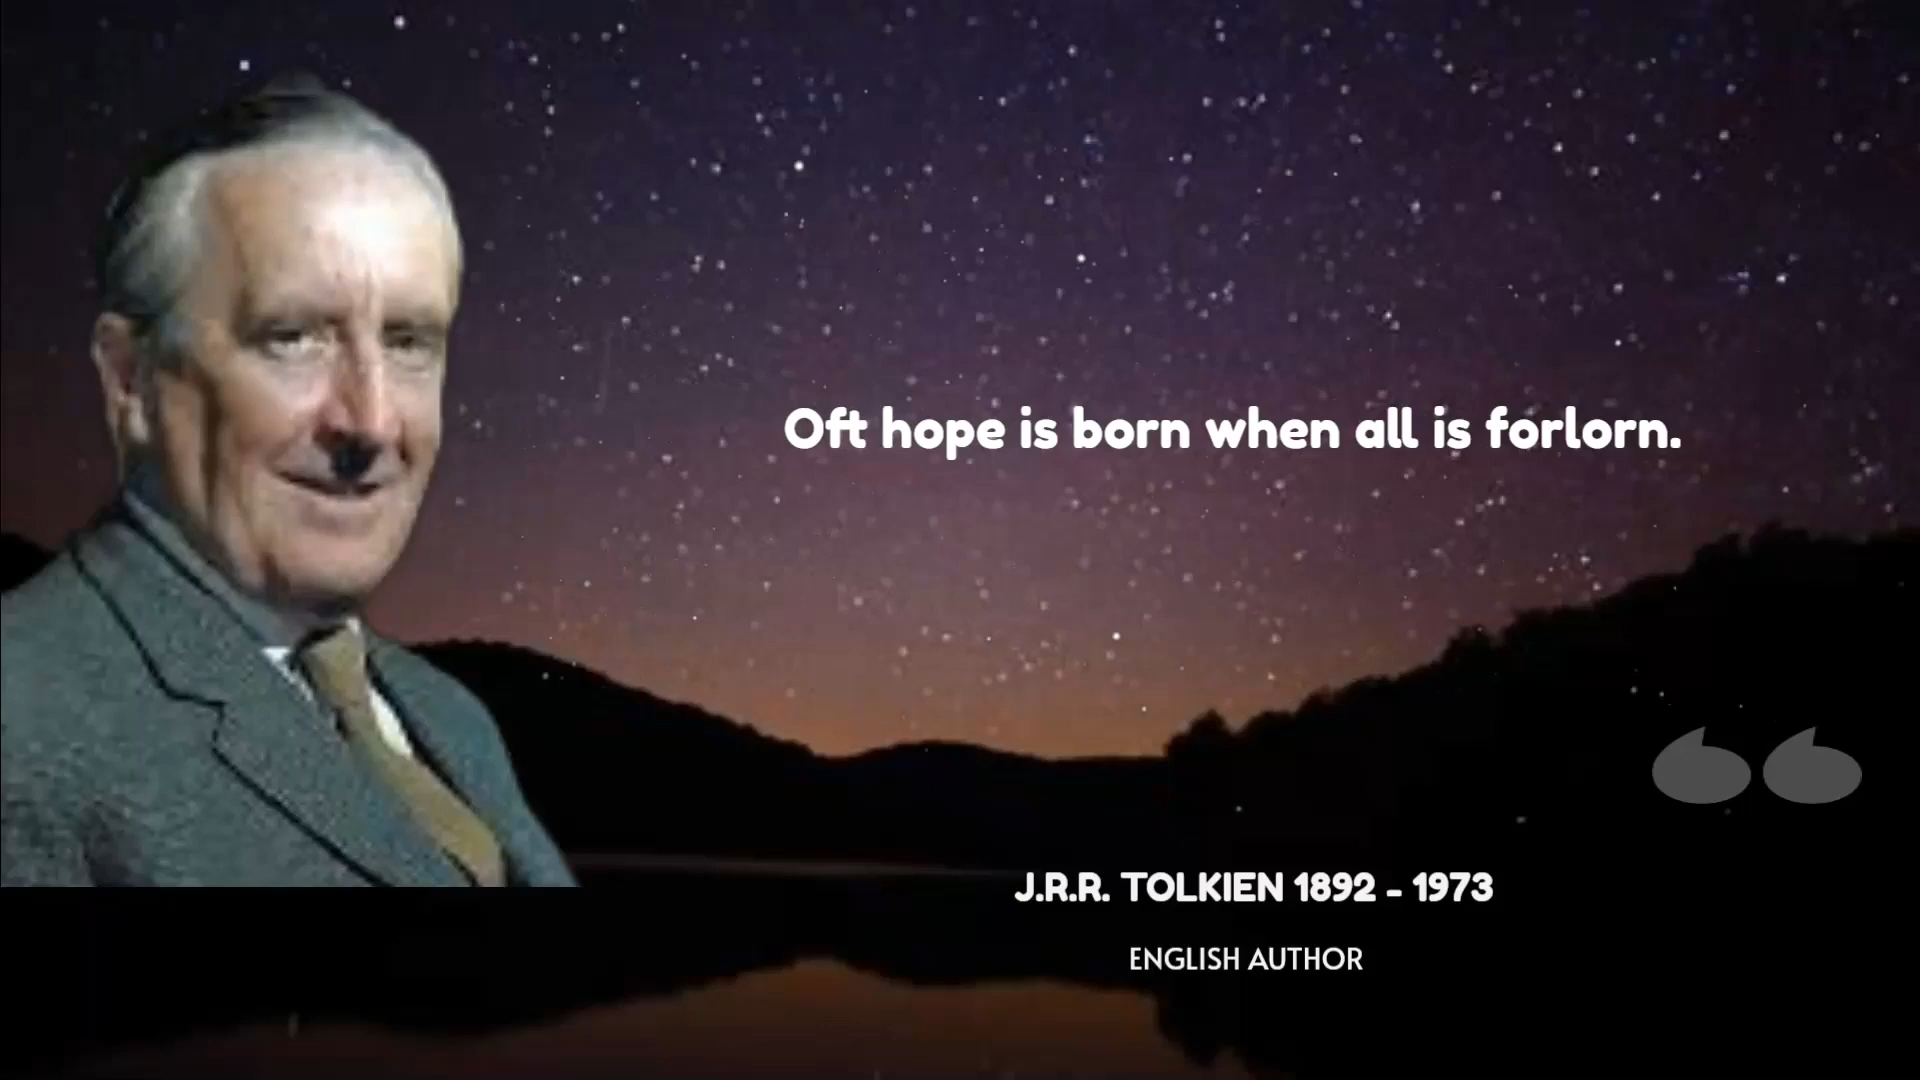 Oft hope is born when all is forlorn.
J.R.R. TOLKIEN 1892 - 1973
ENGLISH AUTHOR